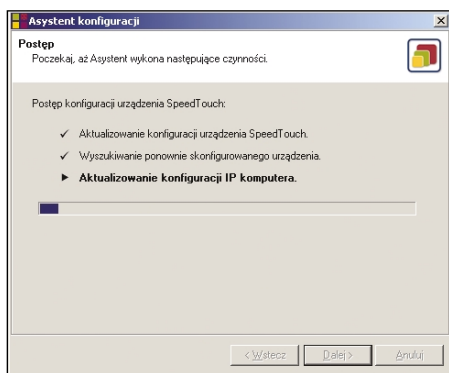 Asystent konfiguracji
Postęp
Poczekaj, aż Asystent wykona następujące czynności.
Postęp konfiguracji urządzenia SpeedTouch:
Aktualizowanie konfiguracji urządzenia SpeedTouch.
Wyszukiwanie ponownie skonfigurowanego urządzenia.
Aktualizowanie konfiguracji IP komputera.
< Wstecz
Dalej >
Anuluj